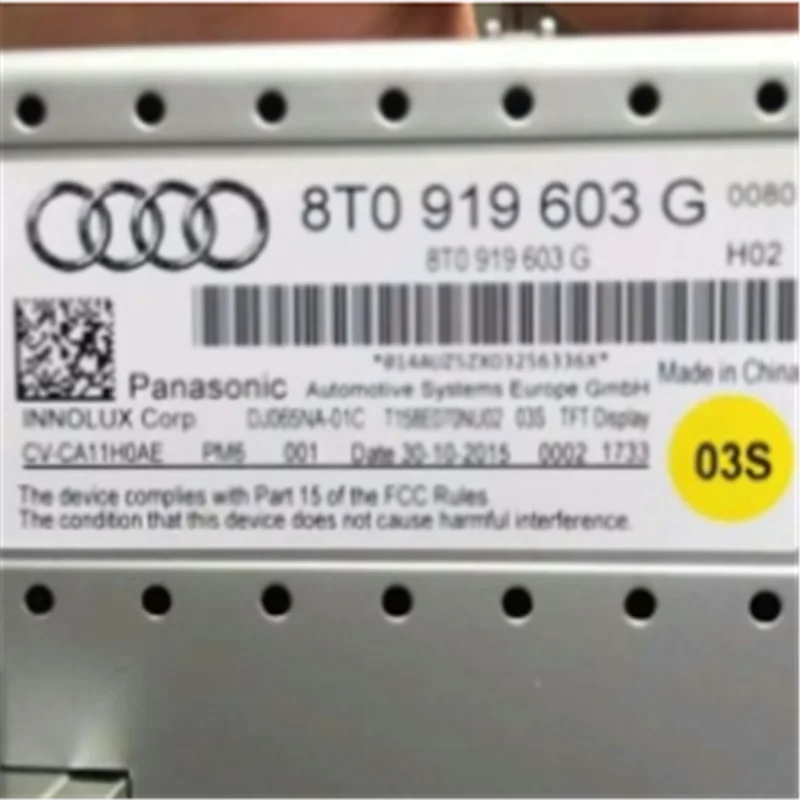 8T0 919 603 G 0080
8T0 919 603 G H02
Made in China
Panasonic Automotive Systems Europe GmbH
INNOLUX Corp DJ065NA-01C 03S TFT Display
CV-CA11H0AE PM6 001 Date 30-10-2015 0002 1733
03S
The device complies with Part 15 of the FCC Rules
The condition that this device does not cause harmful interference.